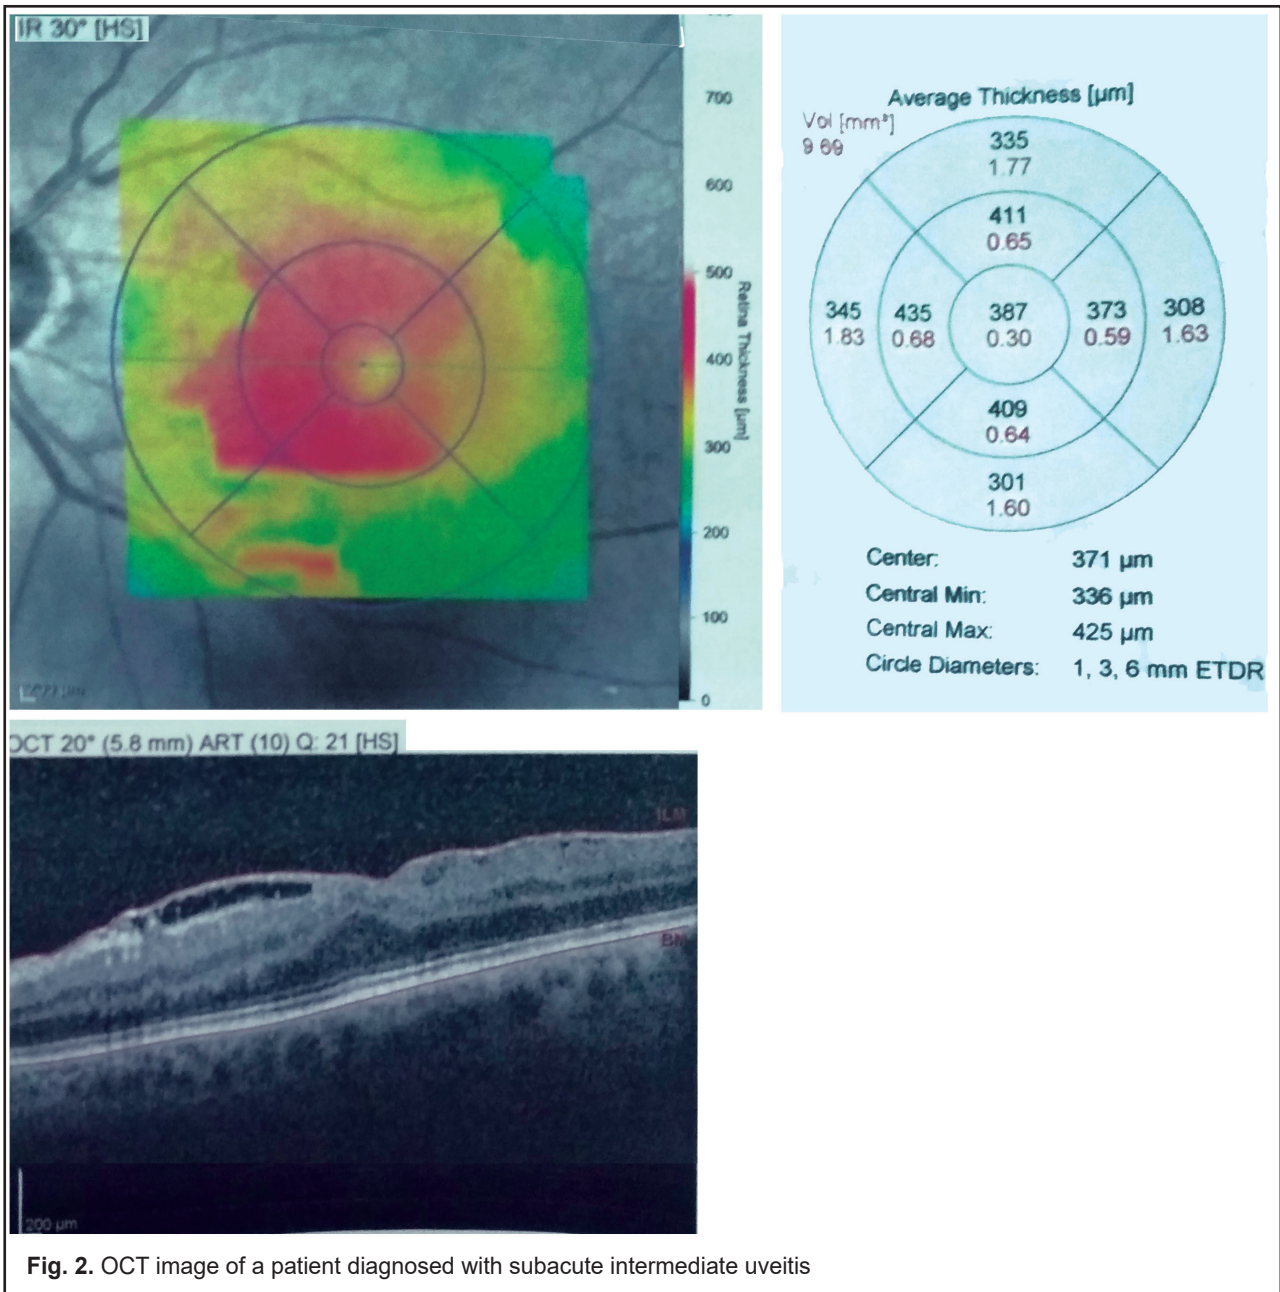 IR 30° [HS]
700
600
500
400
300
200
100
0
Retina Thickness [µm]
Average Thickness [µm]
Vol [mm³]
9 69
335
1.77
411
0.65
345
1.83
435
0.68
387
0.30
373
0.59
308
1.63
409
0.64
301
1.60
Center: 371 µm
Central Min: 336 µm
Central Max: 425 µm
Circle Diameters: 1, 3, 6 mm ETDR
OCT 20° (5.8 mm) ART (10) Q: 21 [HS]
ILM
BM
200 µm
Fig. 2. OCT image of a patient diagnosed with subacute intermediate uveitis